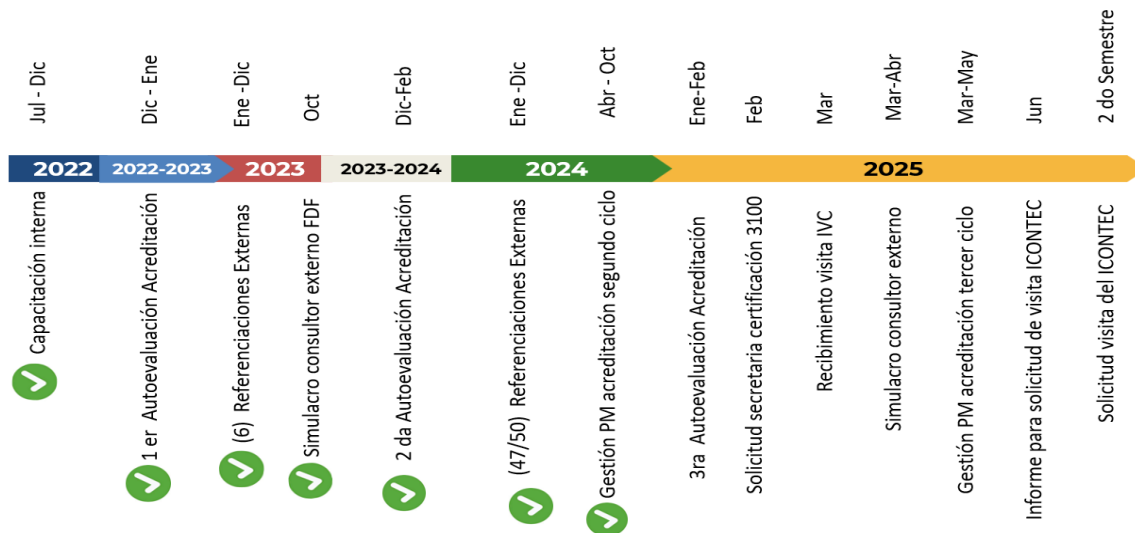 Jul - Dic
Dic - Ene
Ene -Dic
Oct
Dic-Feb
Ene -Dic
Abr - Oct
Ene-Feb
Feb
Mar
Mar-Abr
Mar-May
Jun
2 do Semestre
2022
2022-2023
2023
2023-2024
2024
2025
Capacitación interna
1 er Autoevaluación Acreditación
(6) Referenciaciones Externas
Simulacro consultor externo FDF
2 da Autoevaluación Acreditación
(47/50) Referenciaciones Externas
Gestión PM acreditación segundo ciclo
3ra Autoevaluación Acreditación
Solicitud secretaria certificación 3100
Recibimiento visita IVC
Simulacro consultor externo
Gestión PM acreditación tercer ciclo
Informe para solicitud de visita ICONTEC
Solicitud visita del ICONTEC